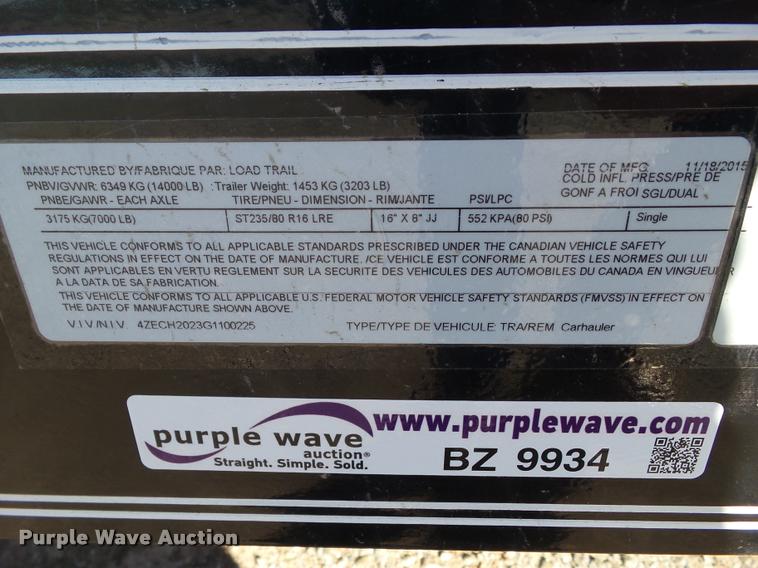 MANUFACTURED BY/FABRIQUE PAR: LOAD TRAIL
DATE OF MFG 11/18/2015
PNBV/GVWR: 6349 KG (14000 LB) :Trailer Weight: 1453 KG (3203 LB)
COLD INFL PRESS/PRE DE
PNBE/GAWR - EACH AXLE TIRE/PNEU - DIMENSION - RIM/JANTE PSI/LPC GONF A FROI SGL/DUAL
3175 KG(7000 LB) ST235/80 R16 LRE 16" X 8" JJ 552 KPA(80 PSI) Single
THIS VEHICLE CONFORMS TO ALL APPLICABLE STANDARDS PRESCRIBED UNDER THE CANADIAN VEHICLE SAFETY
REGULATIONS IN EFFECT ON THE DATE OF MANUFACTURE. /CE VEHICLE EST CONFORME A TOUTES LES NORMES QUI LUI
SONT APPLICABLES EN VERTU REGLEMENT SUR LA SECURITE DES VEHICULES DES AUTOMOBILES DU CANADA EN VINGUEUR
A LA DATA DE SA FABRICATION.
THIS VEHICLE CONFORMS TO ALL APPLICABLE U.S. FEDERAL MOTOR VEHICLE SAFETY STANDARDS (FMVSS) IN EFFECT ON
THE DATE OF MANUFACTURE SHOWN ABOVE.
V.I.V/N.I.V. 4ZECH2023G1100225 TYPE/TYPE DE VEHICULE: TRA/REM Carhauler
purple wave
auction®
Straight. Simple. Sold.
www.purplewave.com
BZ 9934
Purple Wave Auction